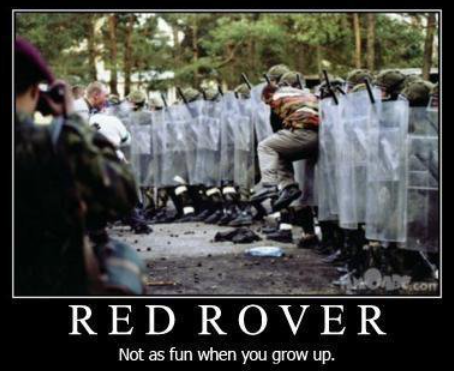 RED ROVER
Not as fun when you grow up.